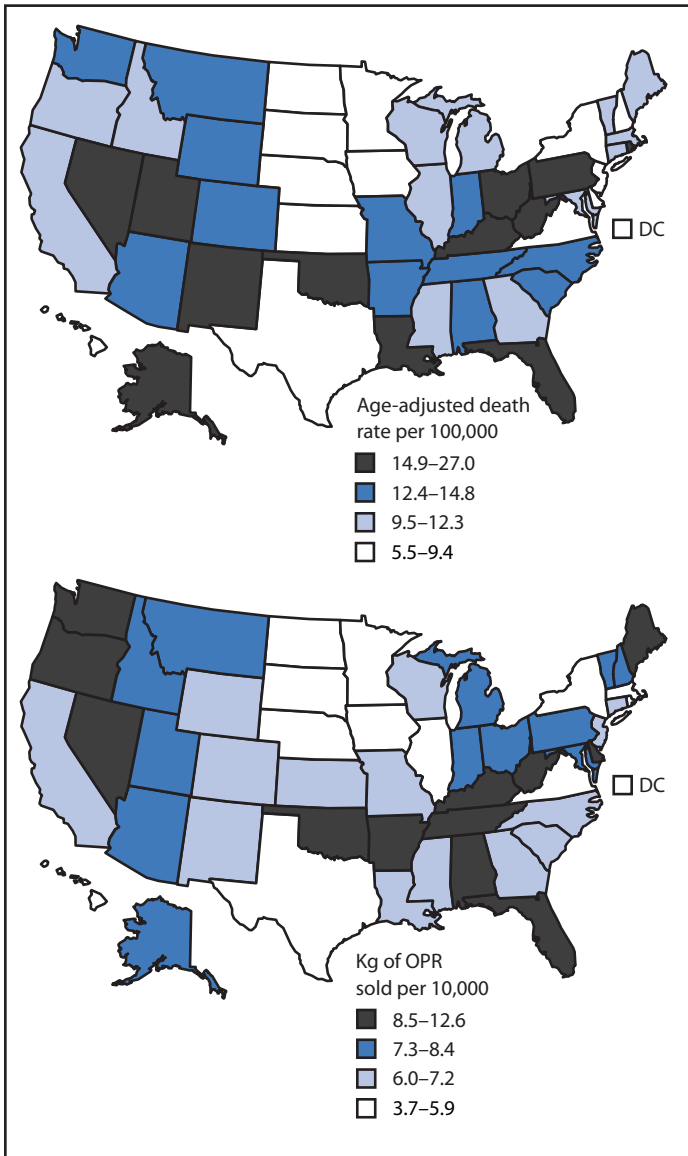 DC
Age-adjusted death
rate per 100,000
14.9–27.0
12.4–14.8
9.5–12.3
5.5–9.4
DC
Kg of OPR
sold per 10,000
8.5–12.6
7.3–8.4
6.0–7.2
3.7–5.9